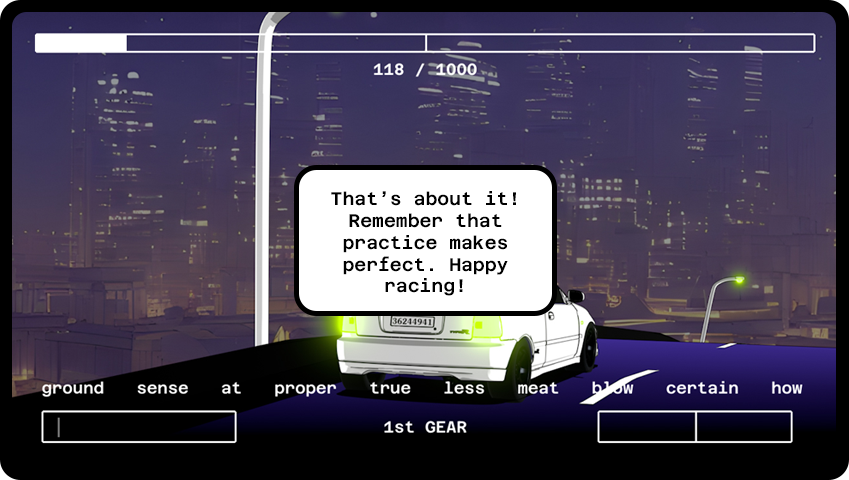 118 / 1000
That's about it!
Remember that
practice makes
perfect. Happy
racing!
36244941
ground sense at proper true less meat blow certain how
1st GEAR